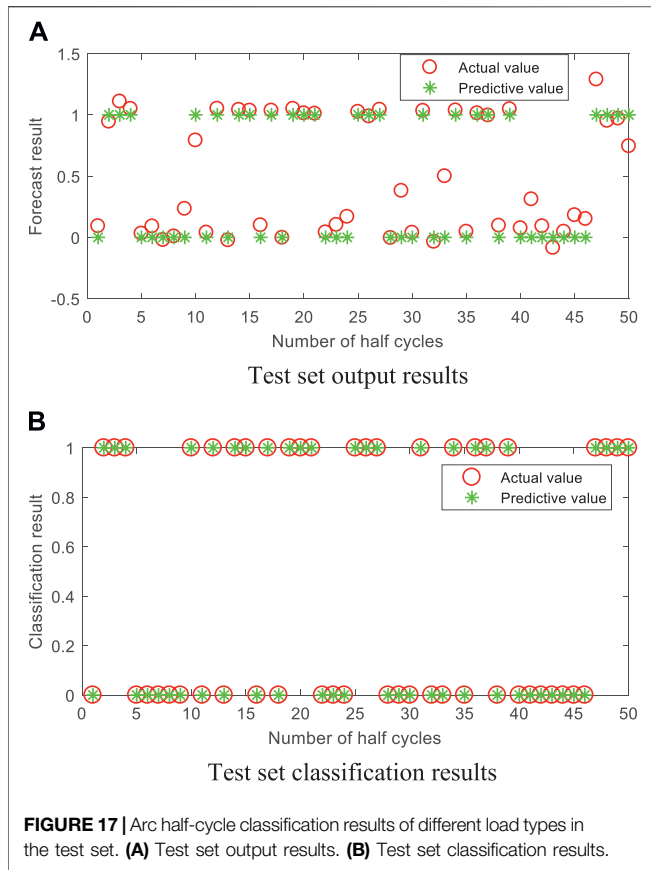 A
1.5
1
0.5
0
-0.5
Forecast result
Actual value
Predictive value
0 5 10 15 20 25 30 35 40 45 50
Number of half cycles
Test set output results
B
1
0.8
0.6
0.4
0.2
0
Classification result
Actual value
Predictive value
0 5 10 15 20 25 30 35 40 45 50
Number of half cycles
Test set classification results
FIGURE 17 | Arc half-cycle classification results of different load types in
the test set. (A) Test set output results. (B) Test set classification results.